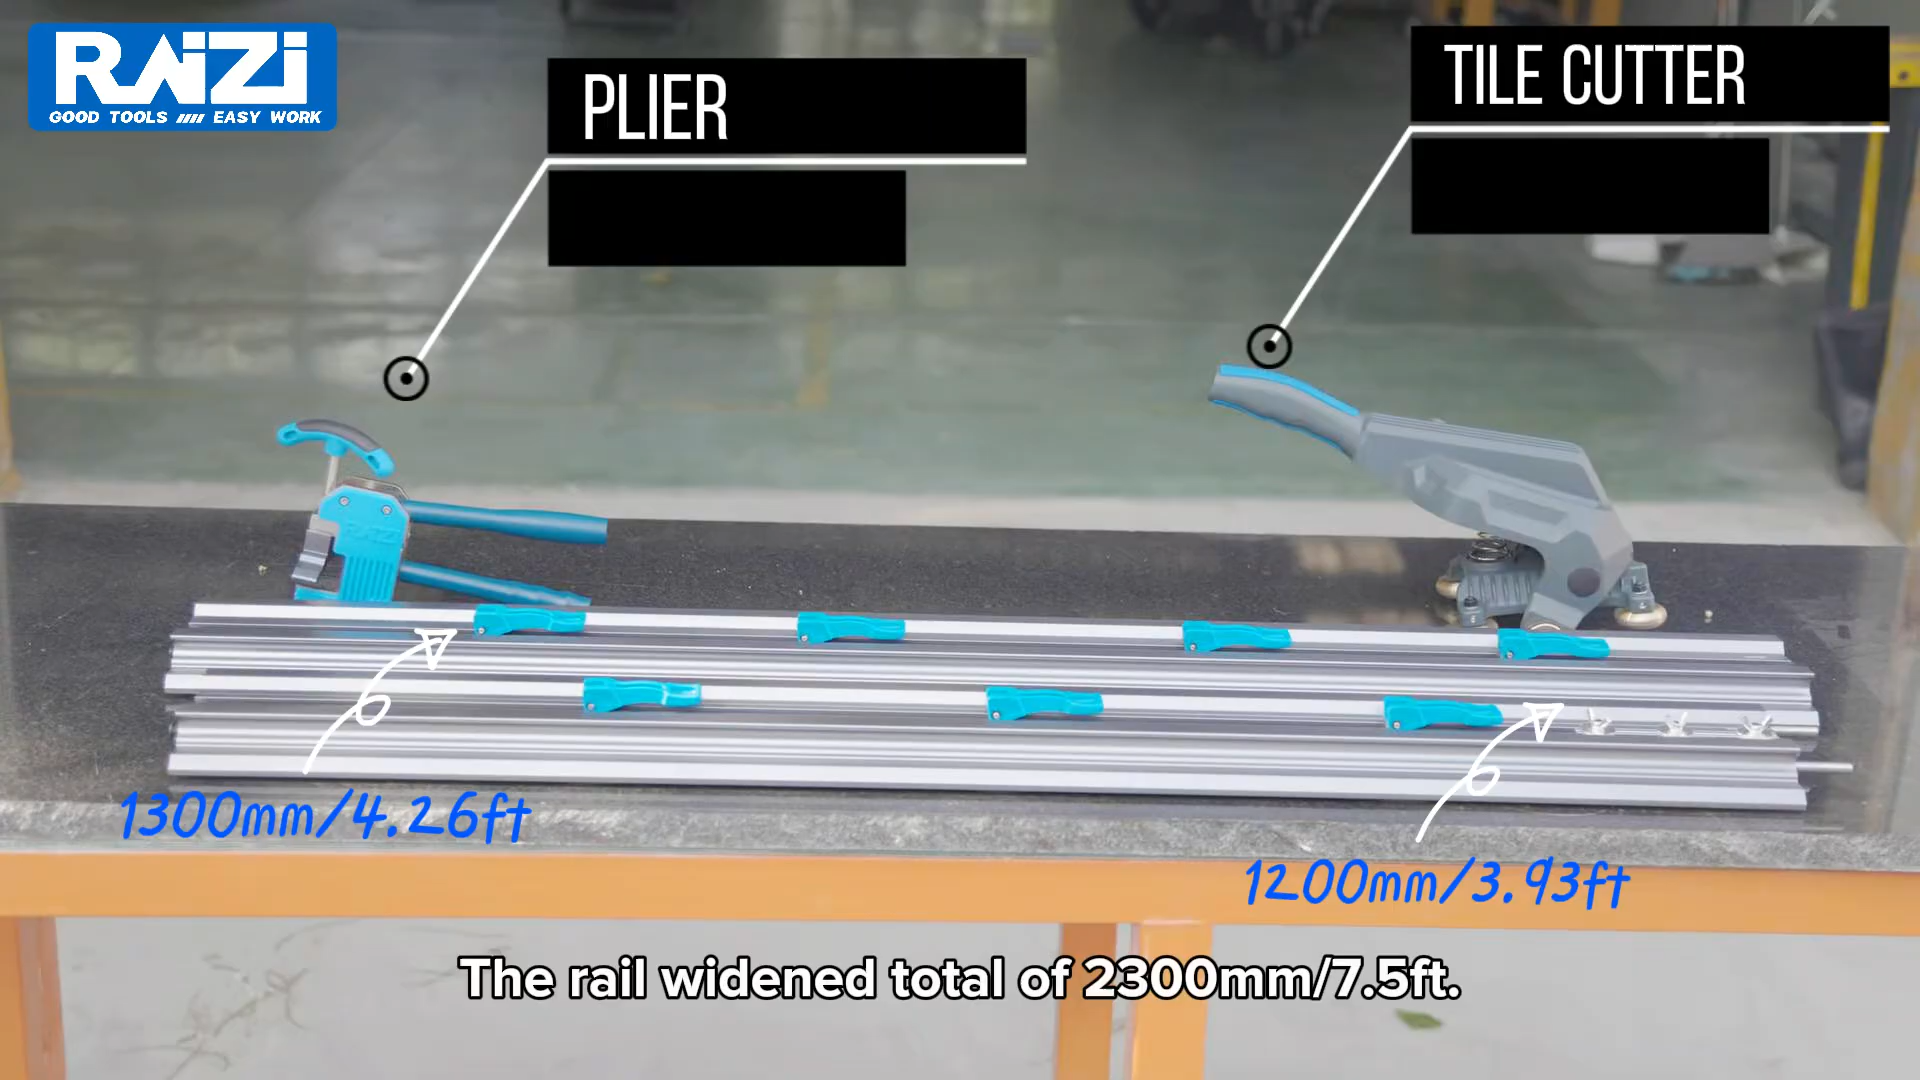 RAIZI
GOOD TOOLS //// EASY WORK
PLIER
TILE CUTTER
RAIZI
1300mm/4.26ft
1200mm/3.93ft
The rail widened total of 2300mm/7.5ft.